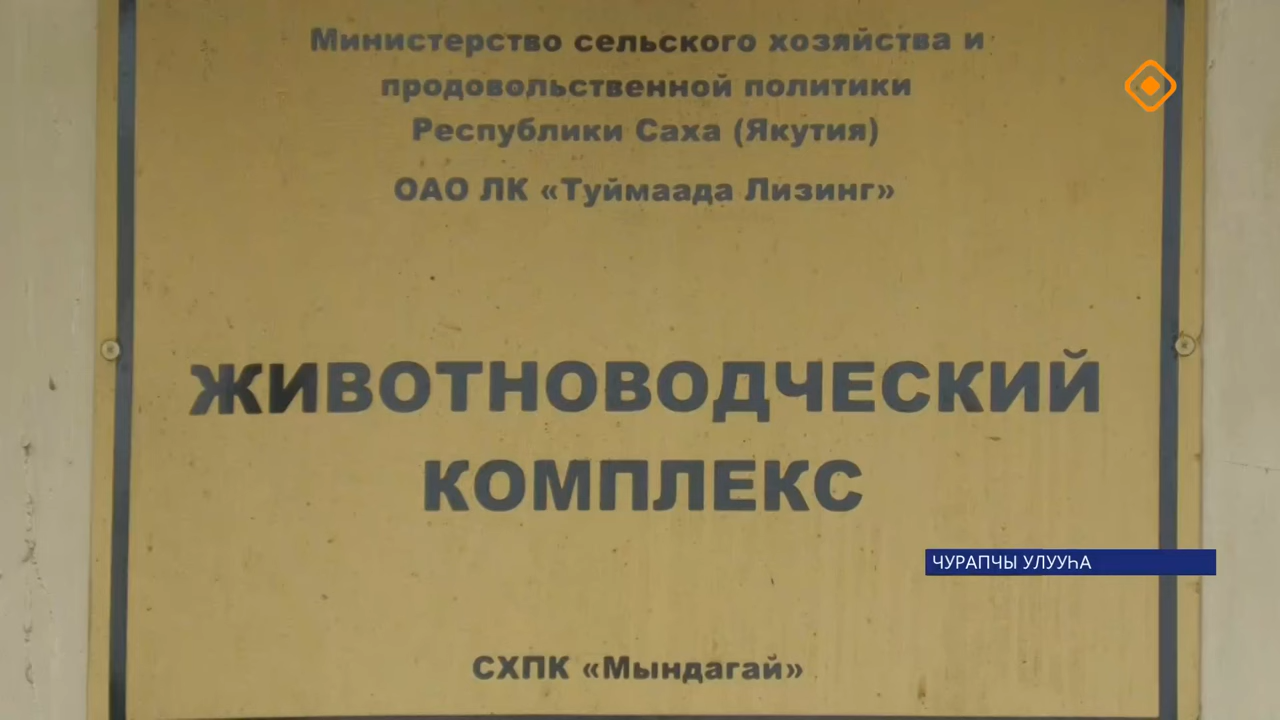 Министерство сельского хозяйства и
продовольственной политики
Республики Саха (Якутия)
ОАО ЛК «Туймаада Лизинг»
ЖИВОТНОВОДЧЕСКИЙ
КОМПЛЕКС
ЧУРАПЧЫ УЛУУҺА
СХПК «Мындагай»